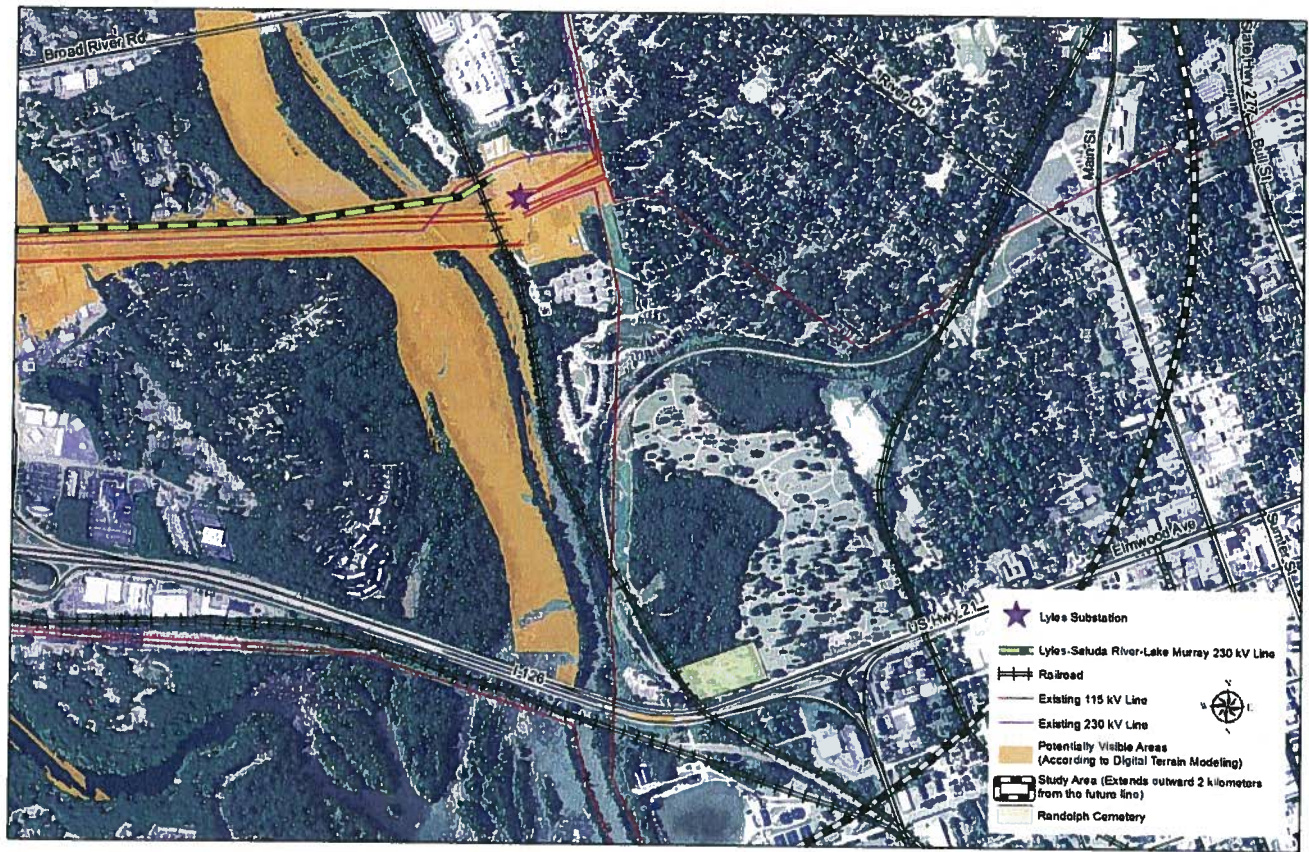 Broad River Rd
River Dr
Main St
State Hwy 277
Bull St
Elmwood Ave
Sumter St
US Hwy 21
I-126
Lyles Substation
Lyles-Saluda River-Lake Murray 230 kV Line
Railroad
Existing 115 kV Line
Existing 230 kV Line
Potentially Visible Areas
(According to Digital Terrain Modeling)
Study Area (Extends outward 2 kilometers
from the future line)
Randolph Cemetery
N
W
E
S